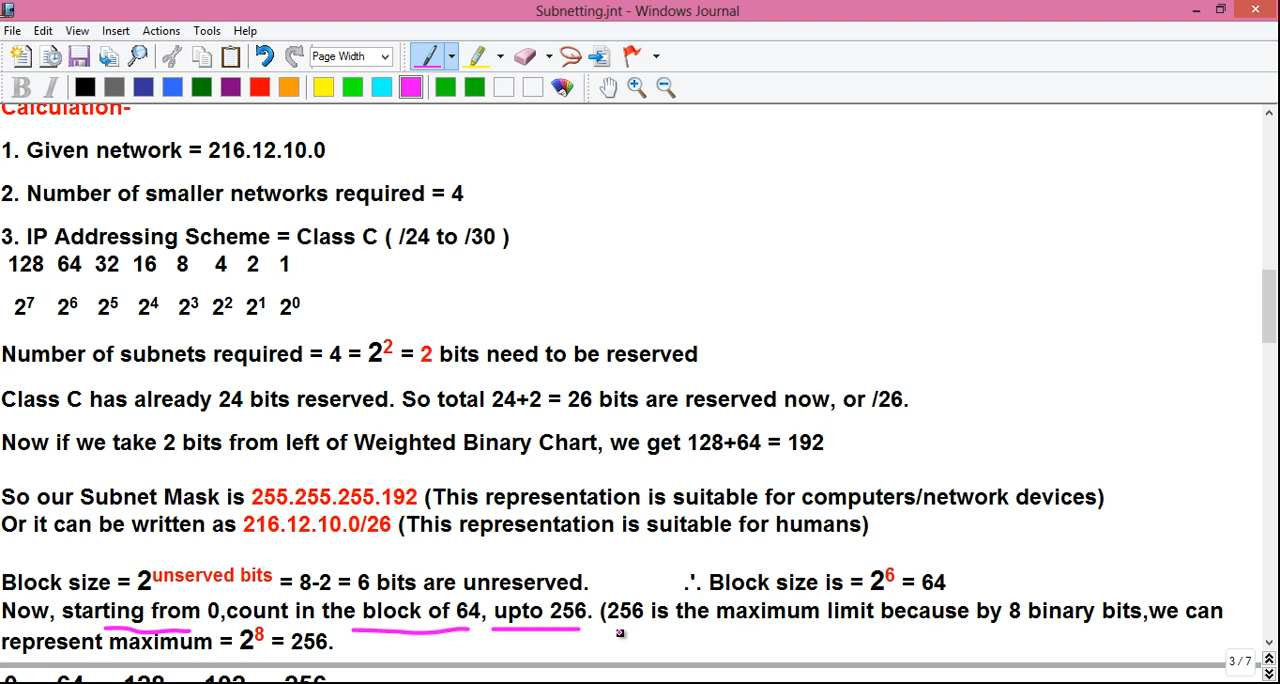 Subnetting.jnt - Windows Journal
File Edit View Insert Actions Tools Help
Page Width
B I
Calculation-
1. Given network = 216.12.10.0
2. Number of smaller networks required = 4
3. IP Addressing Scheme = Class C ( /24 to /30 )
128 64 32 16 8 4 2 1
2⁷ 2⁶ 2⁵ 2⁴ 2³ 2² 2¹ 2⁰
Number of subnets required = 4 = 2² = 2 bits need to be reserved
Class C has already 24 bits reserved. So total 24+2 = 26 bits are reserved now, or /26.
Now if we take 2 bits from left of Weighted Binary Chart, we get 128+64 = 192
So our Subnet Mask is 255.255.255.192 (This representation is suitable for computers/network devices)
Or it can be written as 216.12.10.0/26 (This representation is suitable for humans)
Block size = 2^unserved bits = 8-2 = 6 bits are unreserved. .'. Block size is = 2⁶ = 64
Now, starting from 0,count in the block of 64, upto 256. (256 is the maximum limit because by 8 binary bits,we can
represent maximum = 2⁸ = 256.
3/7
0 64 128 192 256